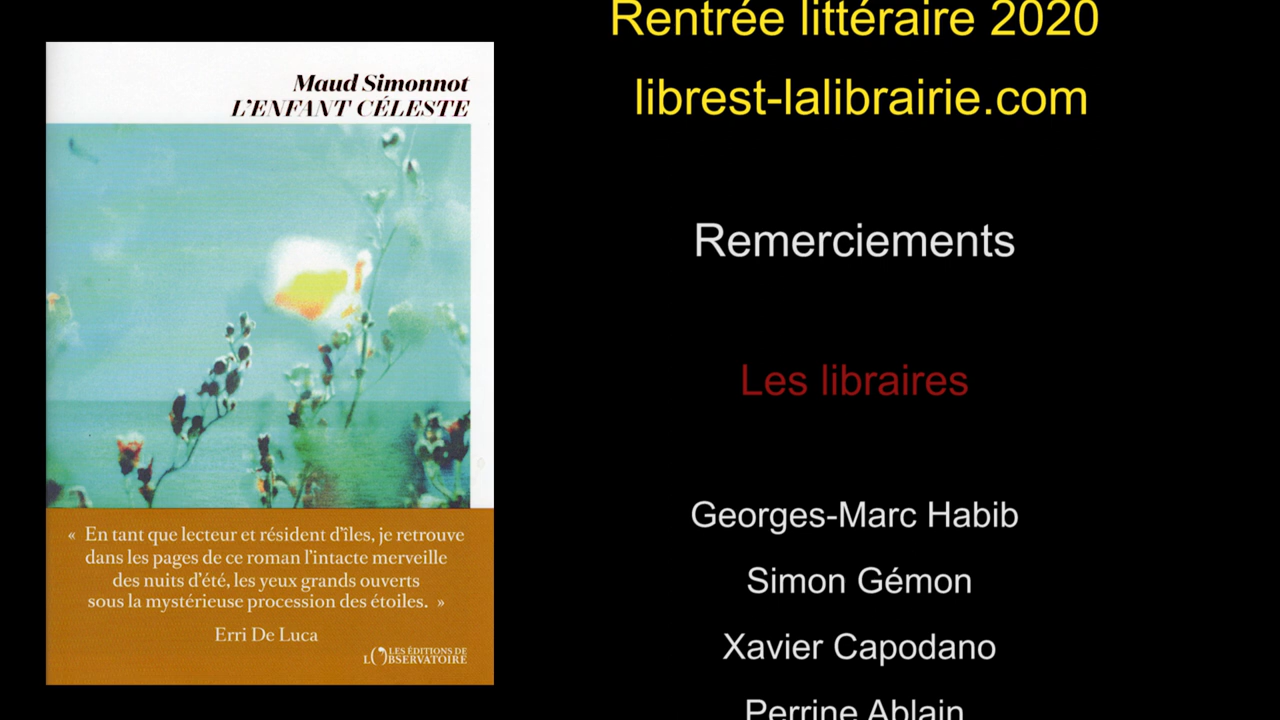 Maud Simonnot
L'ENFANT CÉLESTE
« En tant que lecteur et résident d'îles, je retrouve
dans les pages de ce roman l'intacte merveille
des nuits d'été, les yeux grands ouverts
sous la mystérieuse procession des étoiles. »
Erri De Luca
LES ÉDITIONS DE
L'OBSERVATOIRE
Rentrée littéraire 2020
librest-lalibrairie.com
Remerciements
Les libraires
Georges-Marc Habib
Simon Gémon
Xavier Capodano
Perrine Ablain